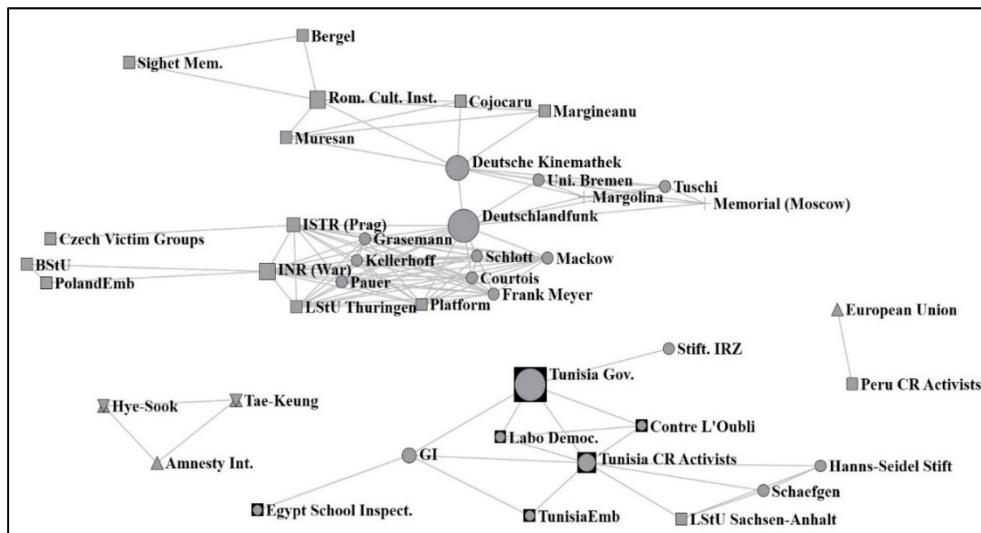 Bergel
Sighet Mem.
Rom. Cult. Inst.
Cojocaru
Margineanu
Muresan
Deutsche Kinemathek
Uni. Bremen
Tuschi
Margolina
Memorial (Moscow)
Deutschlandfunk
ISTR (Prag)
Czech Victim Groups
Grasemann
Schlott
Mackow
Kellerhoff
BStU
INR (War)
Courtois
PolandEmb
Pauer
Frank Meyer
LStU Thuringen
Platform
European Union
Stift. IRZ
Tunisia Gov.
Peru CR Activists
Hye-Sook
Tae-Keung
Contre L'Oubli
Labo Democ.
GI
Tunisia CR Activists
Amnesty Int.
Hanns-Seidel Stift
Schaefgen
Egypt School Inspect.
TunisiaEmb
LStU Sachsen-Anhalt